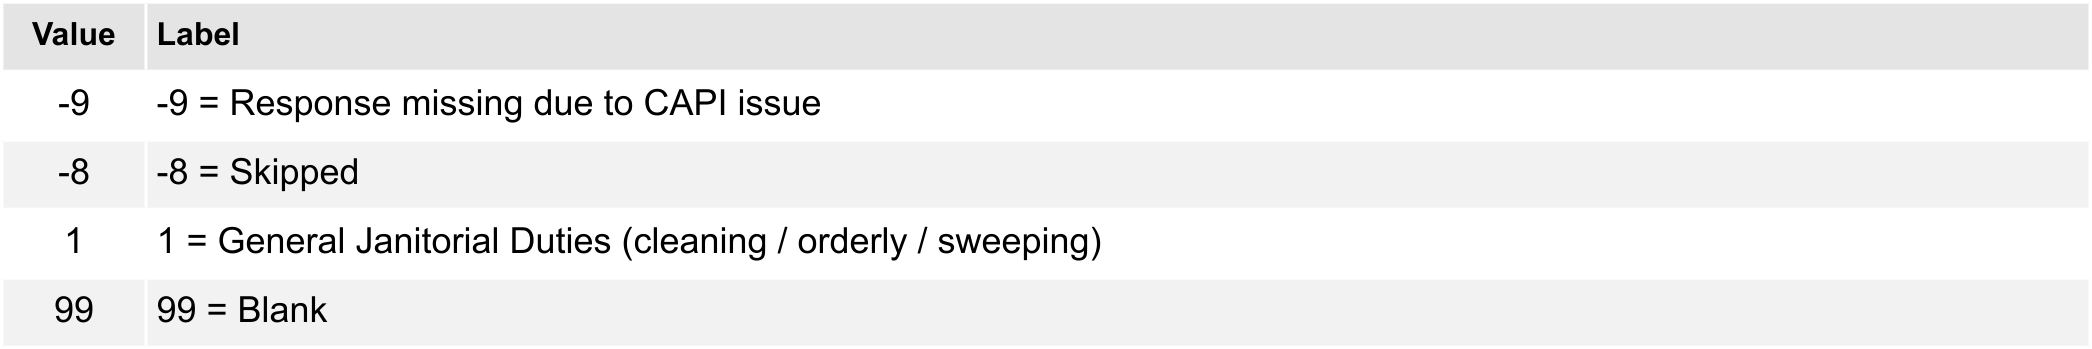 Value Label
-9 -9 = Response missing due to CAPI issue
-8 -8 = Skipped
1 1 = General Janitorial Duties (cleaning / orderly / sweeping)
99 99 = Blank